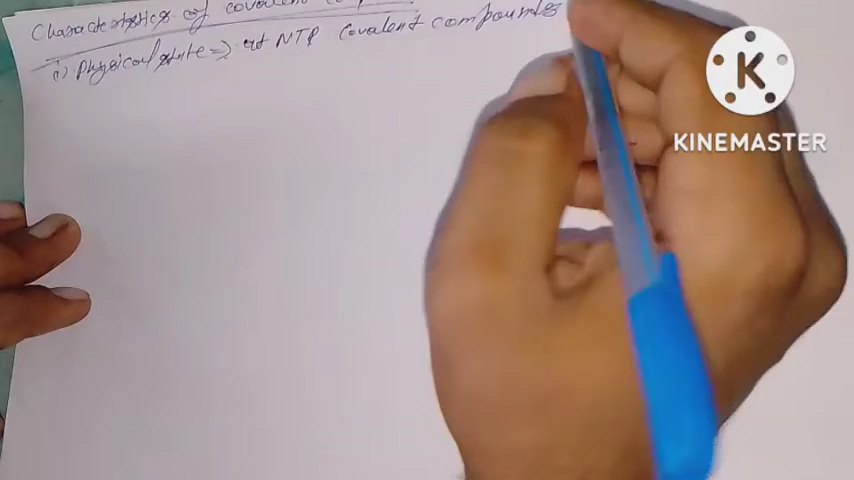 Characteristics of covalent
(i) Physical state => at NTP covalent compounds
K
KINEMASTER